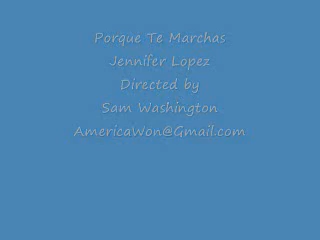 Porque Te Marchas
Jennifer Lopez
Directed by
Sam Washington
AmericaWon@Gmail.com